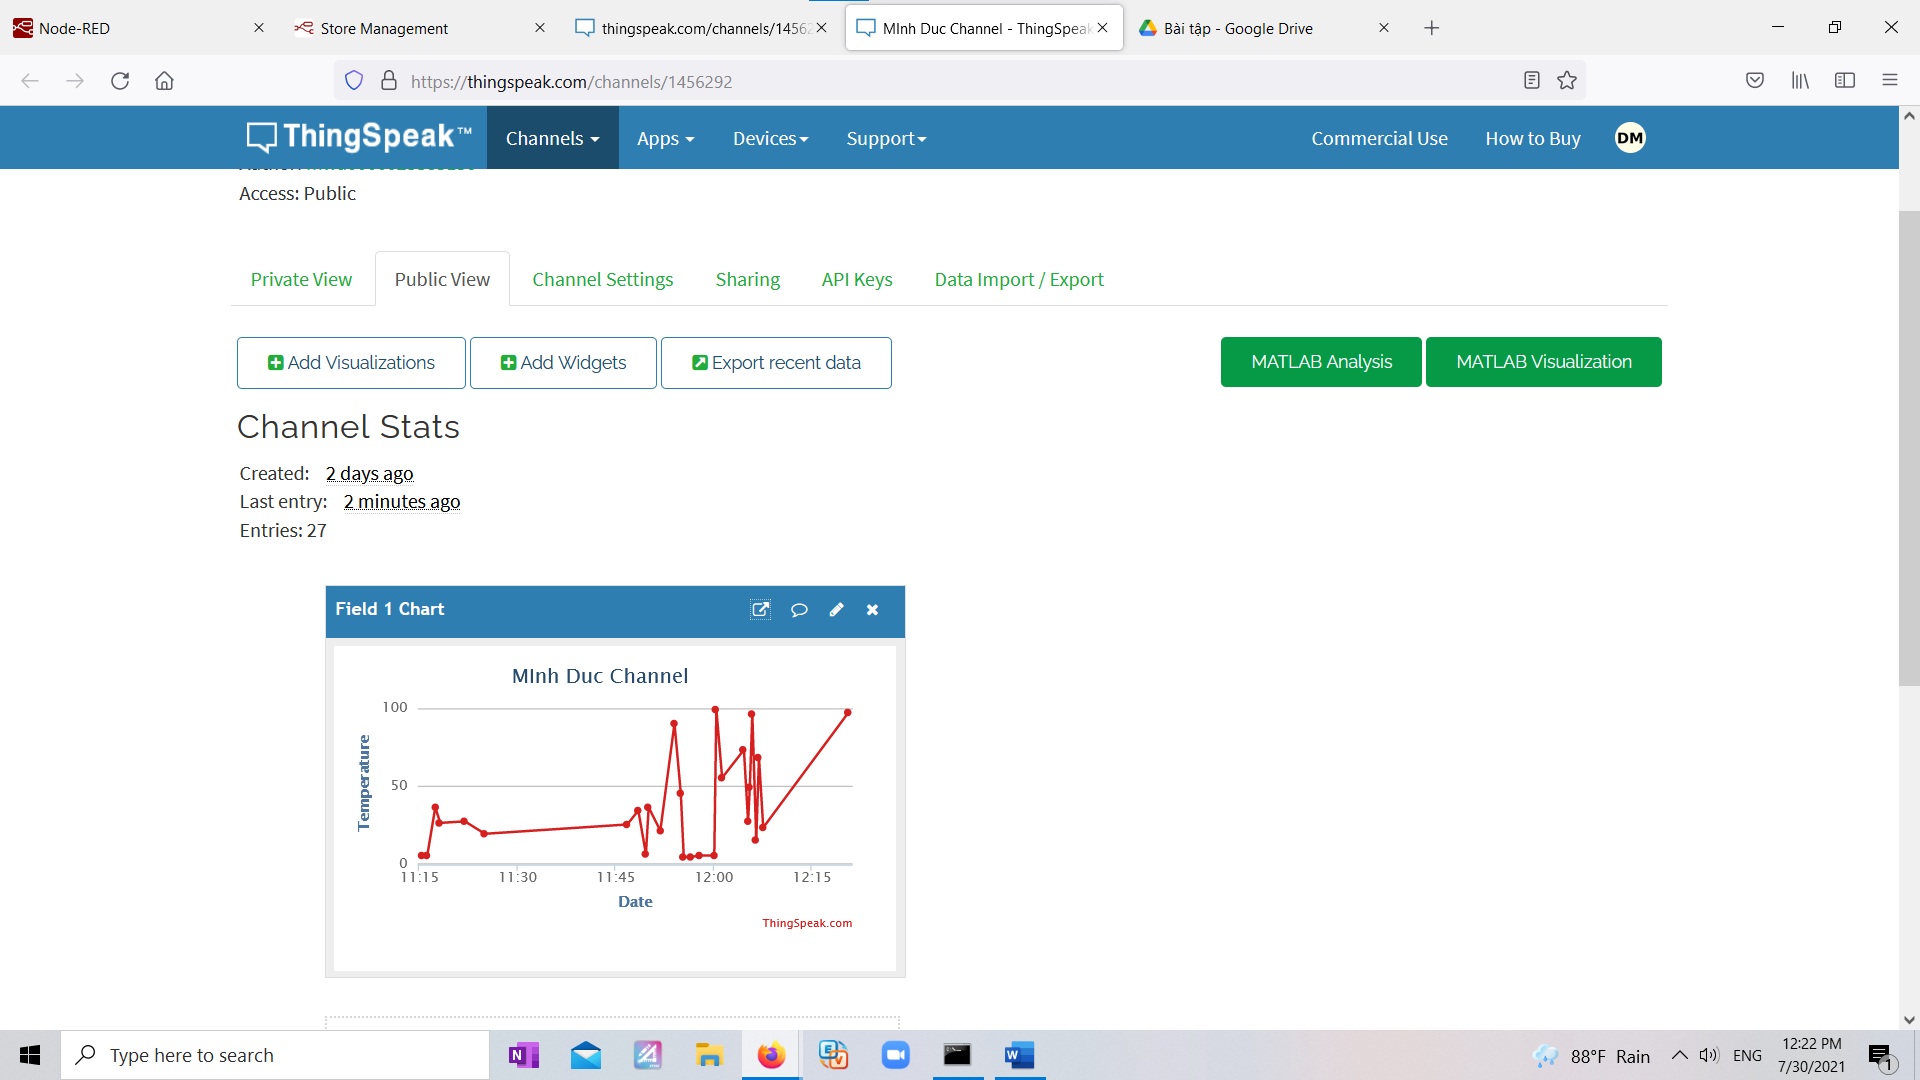 Node-RED
Store Management
thingspeak.com/channels/14562
MInh Duc Channel - ThingSpeak
Bài tập - Google Drive
https://thingspeak.com/channels/1456292
ThingSpeak™
Channels
Apps
Devices
Support
Commercial Use
How to Buy
DM
Access: Public
Private View
Public View
Channel Settings
Sharing
API Keys
Data Import / Export
Add Visualizations
Add Widgets
Export recent data
MATLAB Analysis
MATLAB Visualization
Channel Stats
Created: 2 days ago
Last entry: 2 minutes ago
Entries: 27
Field 1 Chart
MInh Duc Channel
Temperature
100
50
0
11:15
11:30
11:45
12:00
12:15
Date
ThingSpeak.com
Type here to search
N
W
88°F Rain
ENG
12:22 PM
7/30/2021
1